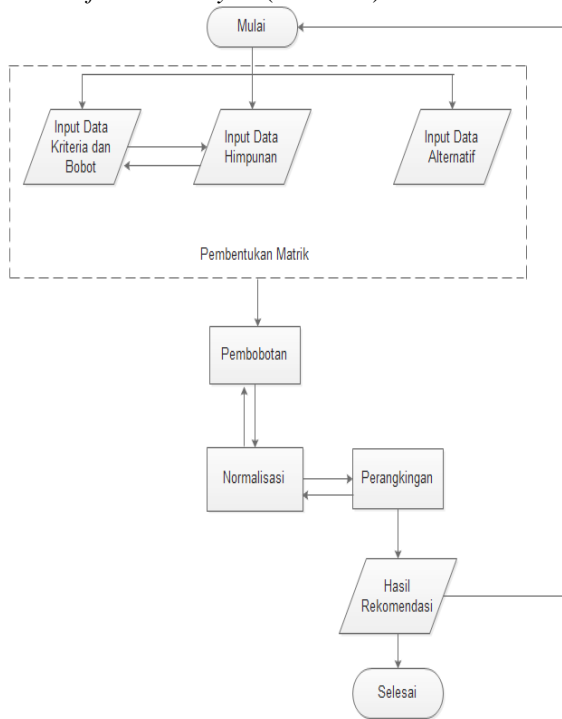 Mulai
Input Data
Kriteria dan
Bobot
Input Data
Himpunan
Input Data
Alternatif
Pembentukan Matrik
Pembobotan
Normalisasi
Perangkingan
Hasil
Rekomendasi
Selesai